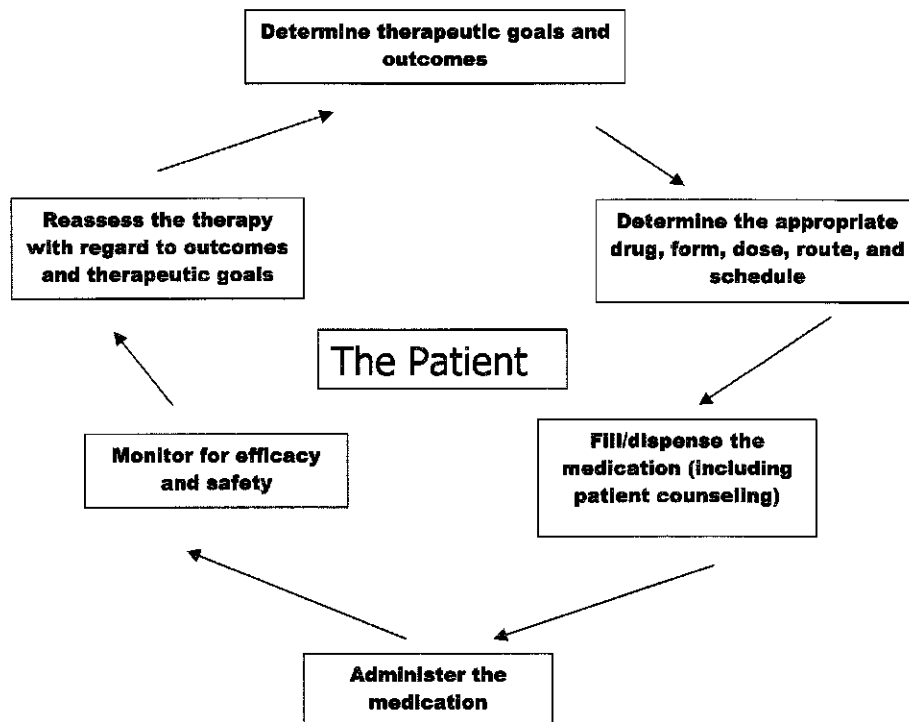 Determine therapeutic goals and
outcomes
Reassess the therapy
with regard to outcomes
and therapeutic goals
Determine the appropriate
drug, form, dose, route, and
schedule
The Patient
Monitor for efficacy
and safety
Fill/dispense the
medication (including
patient counseling)
Administer the
medication